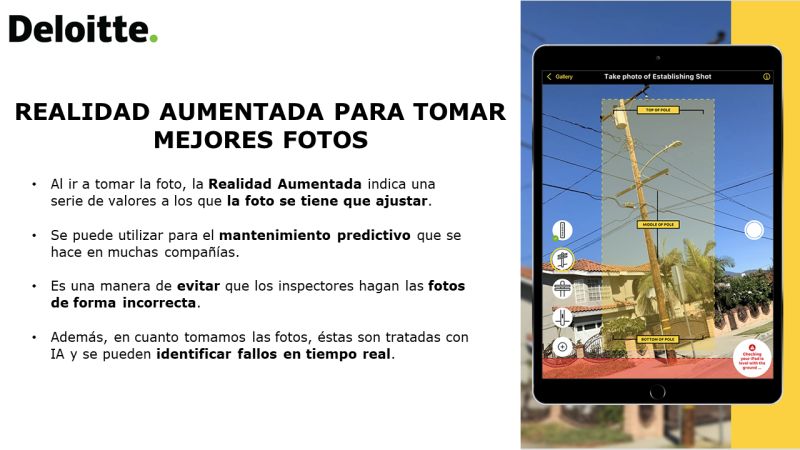 Deloitte.
REALIDAD AUMENTADA PARA TOMAR
MEJORES FOTOS
• Al ir a tomar la foto, la Realidad Aumentada indica una
serie de valores a los que la foto se tiene que ajustar.
• Se puede utilizar para el mantenimiento predictivo que se
hace en muchas compañías.
• Es una manera de evitar que los inspectores hagan las fotos
de forma incorrecta.
• Además, en cuanto tomamos las fotos, éstas son tratadas con
IA y se pueden identificar fallos en tiempo real.
Gallery
Take photo of Establishing Shot
TOP OF POLE
MIDDLE OF POLE
BOTTOM OF POLE
Checking
your iPad is
level with the
ground ...